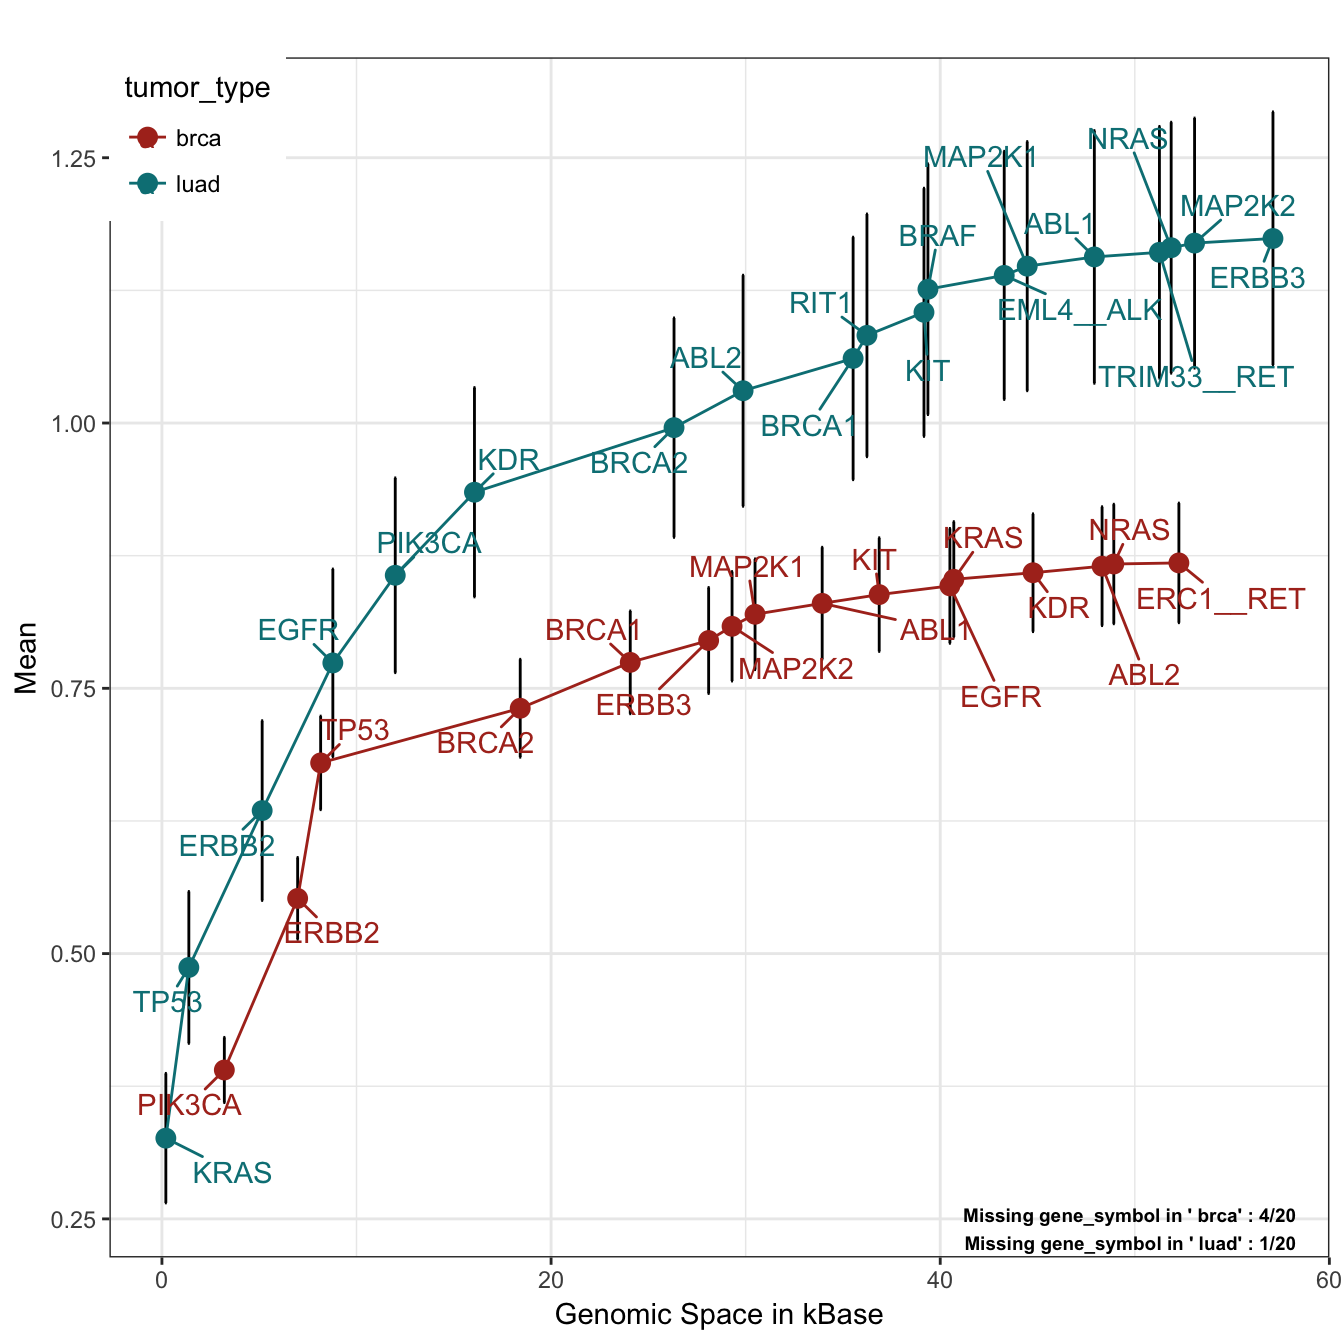 tumor_type
brca
luad
Mean
1.25
1.00
0.75
0.50
0.25
NRAS
MAP2K1
MAP2K2
ABL1
BRAF
ERBB3
RIT1
EML4__ALK
ABL2
KIT
TRIM33__RET
BRCA1
KDR
BRCA2
PIK3CA
EGFR
ERBB2
TP53
KRAS
NRAS
KRAS
KIT
MAP2K1
ERC1__RET
KDR
BRCA1
ABL1
MAP2K2
ABL2
EGFR
ERBB3
TP53
BRCA2
ERBB2
PIK3CA
Missing gene_symbol in ' brca' : 4/20
Missing gene_symbol in ' luad' : 1/20
0
20
40
60
Genomic Space in kBase